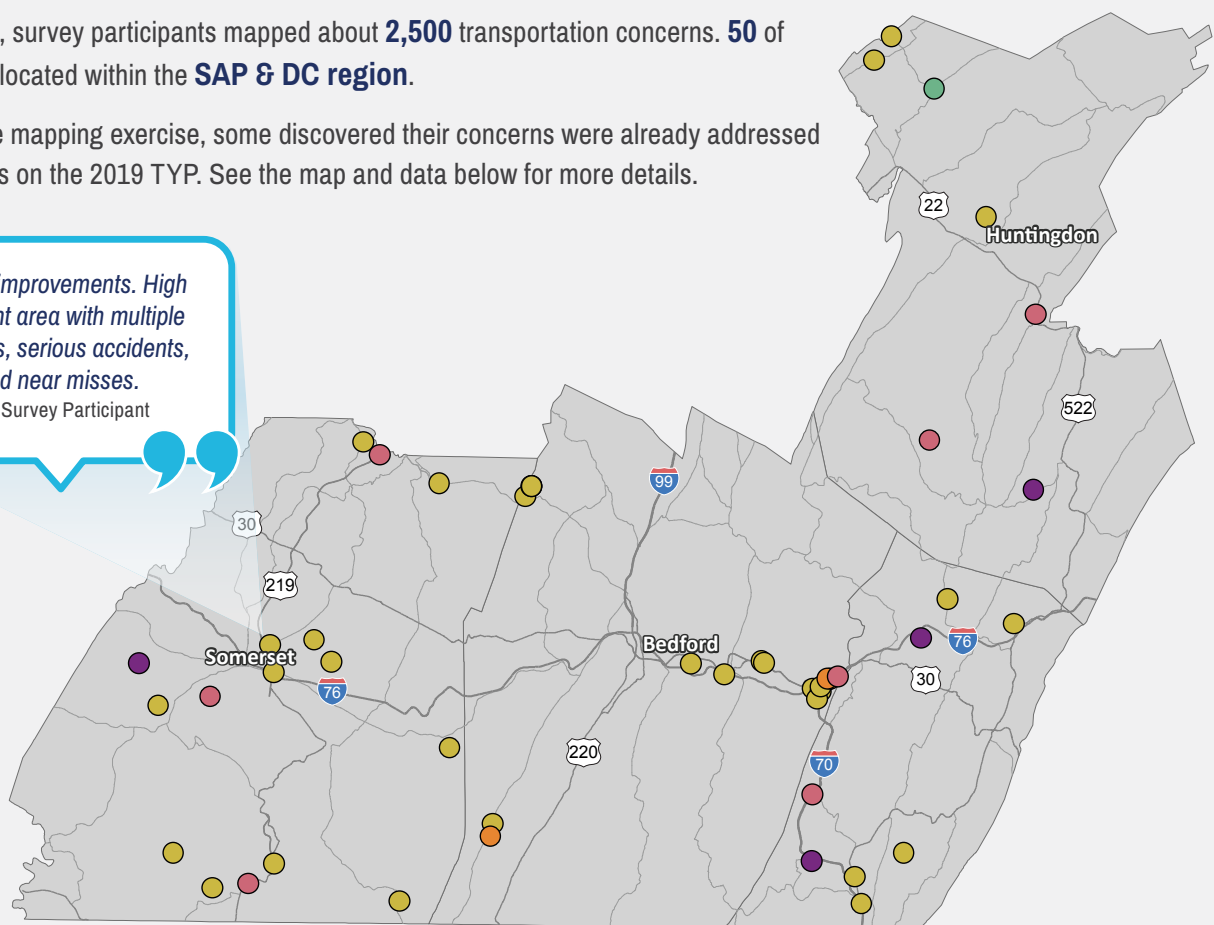 , survey participants mapped about 2,500 transportation concerns. 50 of
located within the SAP & DC region.
e mapping exercise, some discovered their concerns were already addressed
s on the 2019 TYP. See the map and data below for more details.
improvements. High
nt area with multiple
s, serious accidents,
d near misses.
Survey Participant
22
Huntingdon
522
99
30
219
Somerset
76
Bedford
76
30
220
70